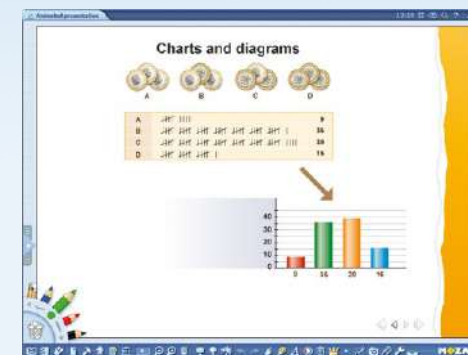 Animated presentation
Charts and diagrams
A B C D
A 9
B 36
C 39
D 16
40
30
20
10
0
9 36 39 16